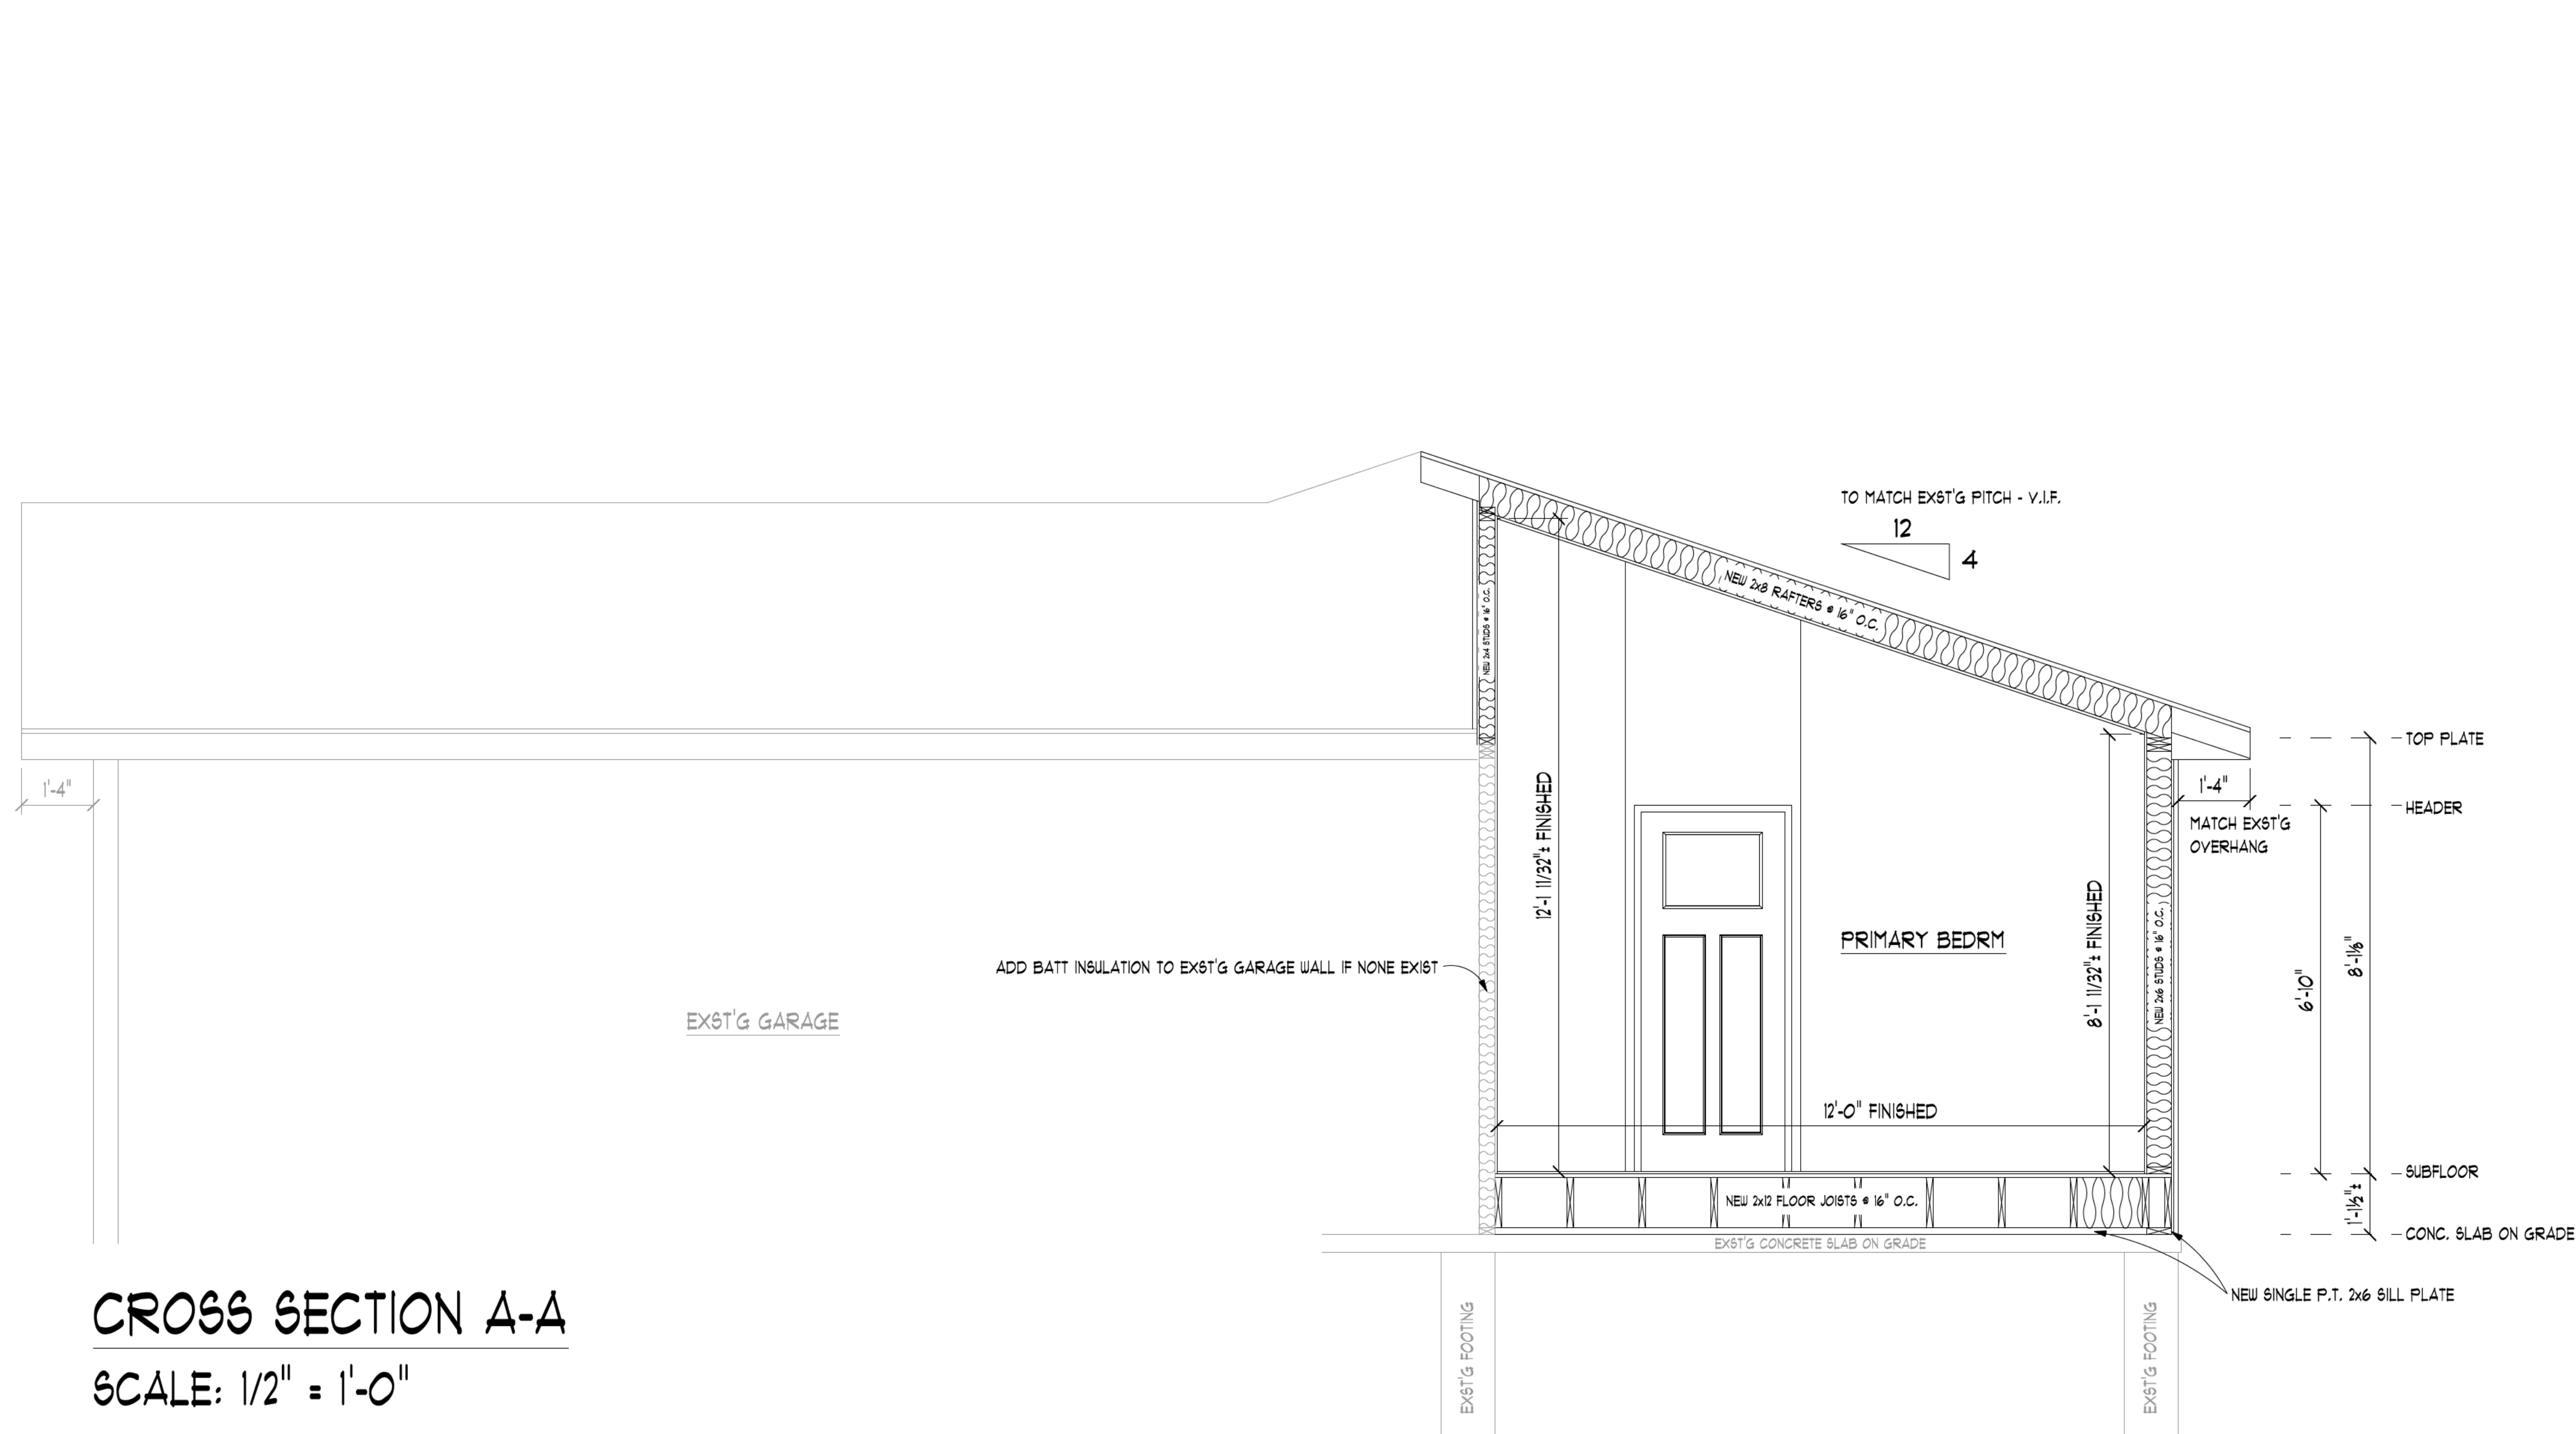 TO MATCH EXST'G PITCH - V.I.F.
12
4
NEW 2x8 RAFTERS @ 16" O.C.
NEW 2x4 STUDS @ 16" O.C.
TOP PLATE
1'-4"
1'-4"
HEADER
MATCH EXST'G
OVERHANG
12'-1 11/32"± FINISHED
8'-1 11/32"± FINISHED
NEW 2x6 STUDS @ 16" O.C.
PRIMARY BEDRM
6'-10"
8'-1⅛"
ADD BATT INSULATION TO EXST'G GARAGE WALL IF NONE EXIST
EXST'G GARAGE
12'-0" FINISHED
SUBFLOOR
NEW 2x12 FLOOR JOISTS @ 16" O.C.
1'-1½"±
CONC. SLAB ON GRADE
EXST'G CONCRETE SLAB ON GRADE
NEW SINGLE P.T. 2x6 SILL PLATE
EXST'G FOOTING
EXST'G FOOTING
CROSS SECTION A-A
SCALE: 1/2" = 1'-0"